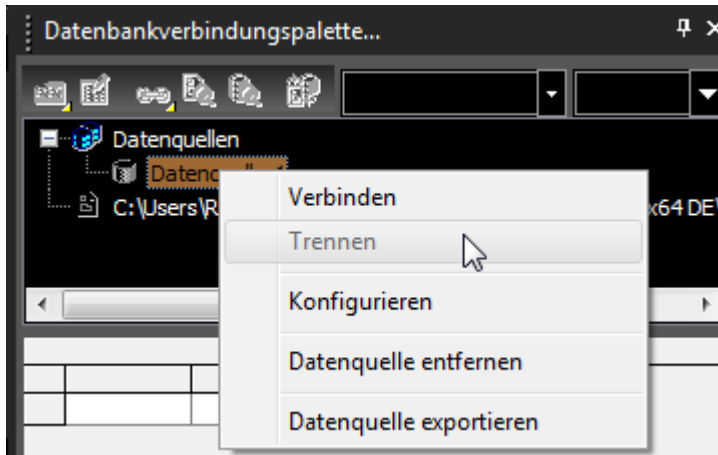 Datenbankverbindungspalette...
Datenquellen
C:\Users\R
x64 DE\
Verbinden
Trennen
Konfigurieren
Datenquelle entfernen
Datenquelle exportieren